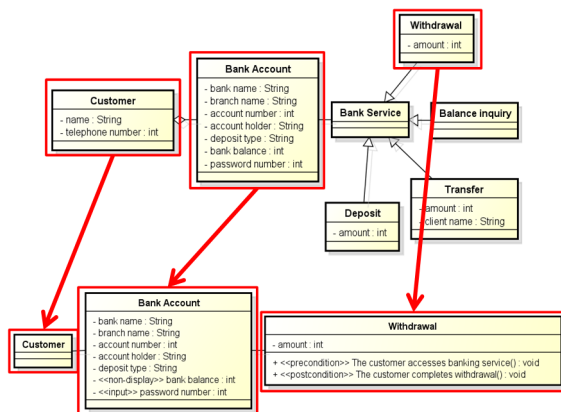 Withdrawal
- amount : int
Bank Account
- bank name : String
- branch name : String
- account number : int
- account holder : String
- deposit type : String
- bank balance : int
- password number : int
Customer
- name : String
- telephone number : int
Bank Service
Balance inquiry
Deposit
- amount : int
Transfer
- amount : int
- client name : String
Customer
Bank Account
- bank name : String
- branch name : String
- account number : int
- account holder : String
- deposit type : String
- <<non-display>> bank balance : int
- <<input>> password number : int
Withdrawal
- amount : int
+ <<precondition>> The customer accesses banking service() : void
+ <<postcondition>> The customer completes withdrawal() : void